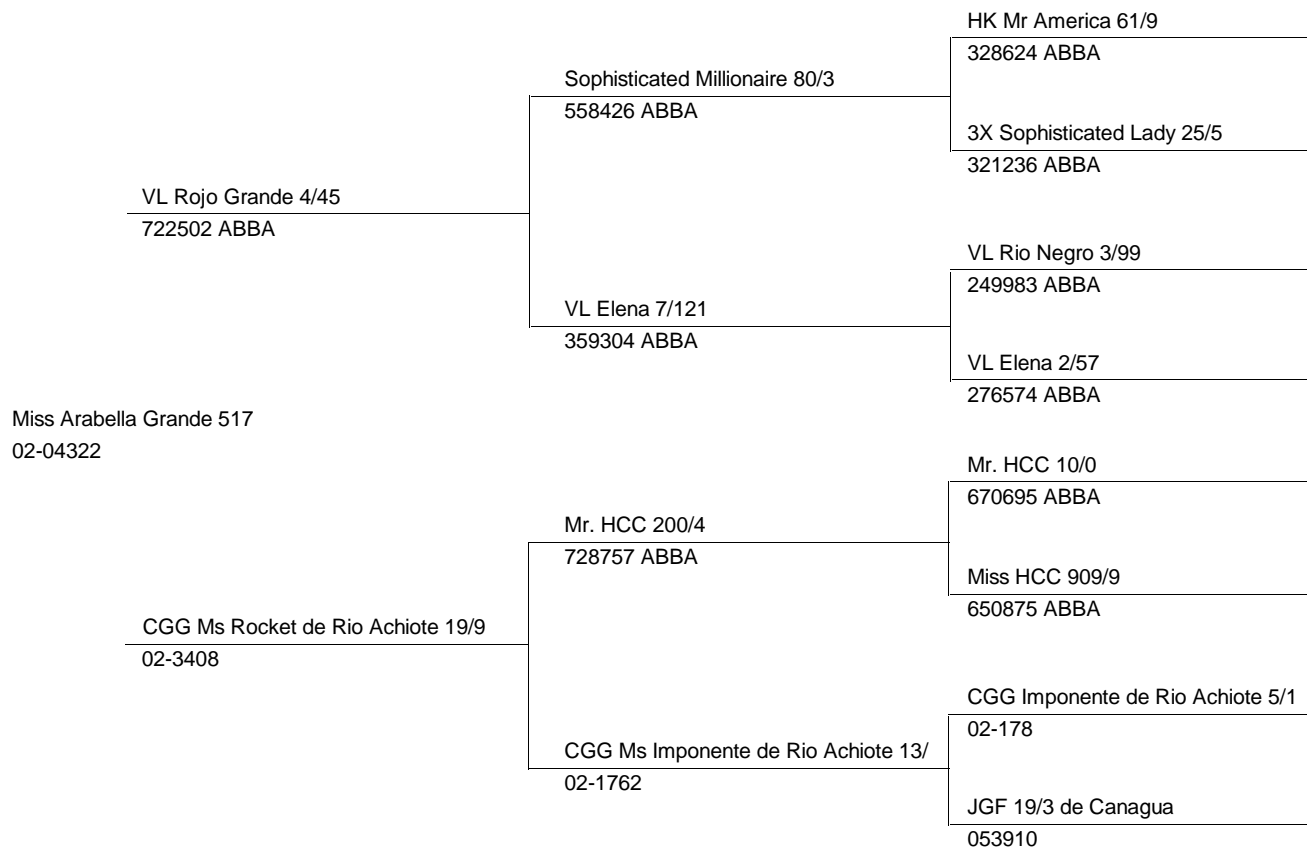 HK Mr America 61/9
328624 ABBA
Sophisticated Millionaire 80/3
558426 ABBA
3X Sophisticated Lady 25/5
321236 ABBA
VL Rojo Grande 4/45
722502 ABBA
VL Rio Negro 3/99
249983 ABBA
VL Elena 7/121
359304 ABBA
VL Elena 2/57
276574 ABBA
Miss Arabella Grande 517
02-04322
Mr. HCC 10/0
670695 ABBA
Mr. HCC 200/4
728757 ABBA
Miss HCC 909/9
650875 ABBA
CGG Ms Rocket de Rio Achiote 19/9
02-3408
CGG Imponente de Rio Achiote 5/1
02-178
CGG Ms Imponente de Rio Achiote 13/
02-1762
JGF 19/3 de Canagua
053910